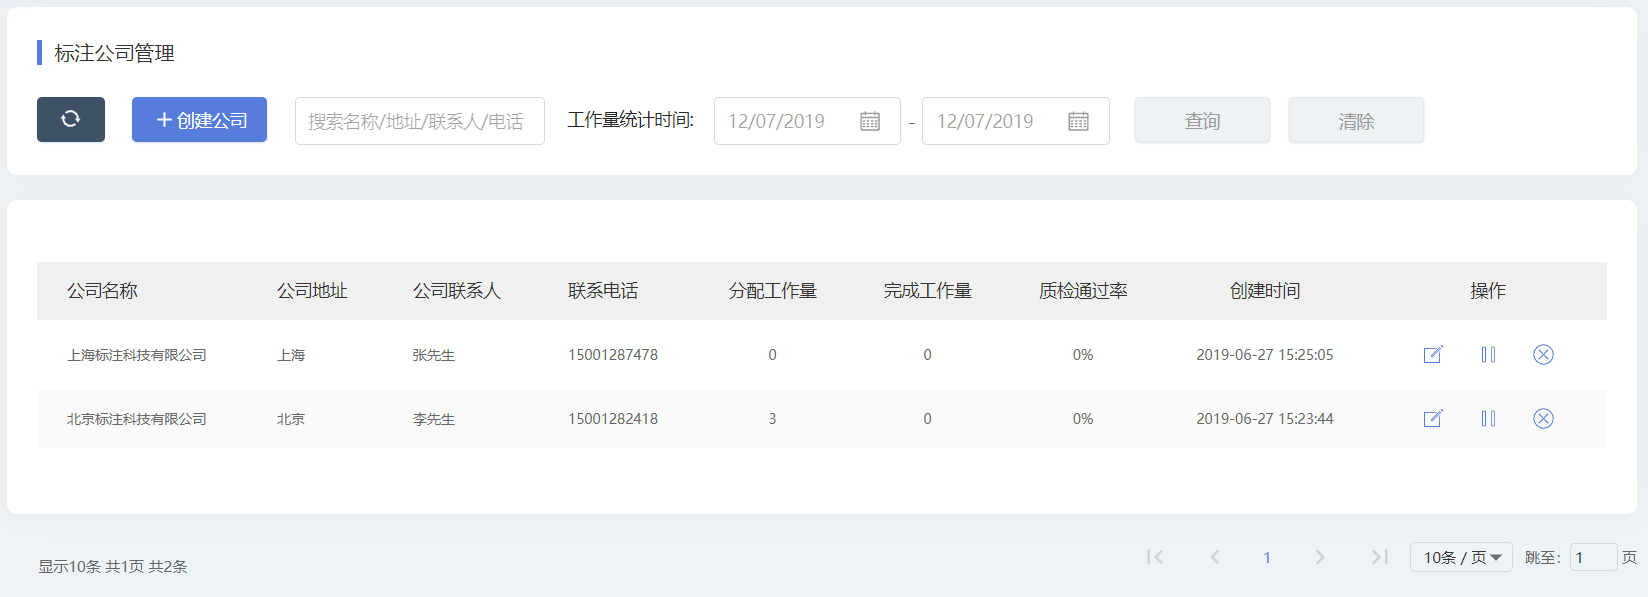 标注公司管理
创建公司 搜索名称/地址/联系人/电话 工作量统计时间: 12/07/2019 - 12/07/2019 查询 清除
公司名称 公司地址 公司联系人 联系电话 分配工作量 完成工作量 质检通过率 创建时间 操作
上海标注科技有限公司 上海 张先生 15001287478 0 0 0% 2019-06-27 15:25:05
北京标注科技有限公司 北京 李先生 15001282418 3 0 0% 2019-06-27 15:23:44
显示10条 共1页 共2条 1 10条 / 页 跳至: 1 页